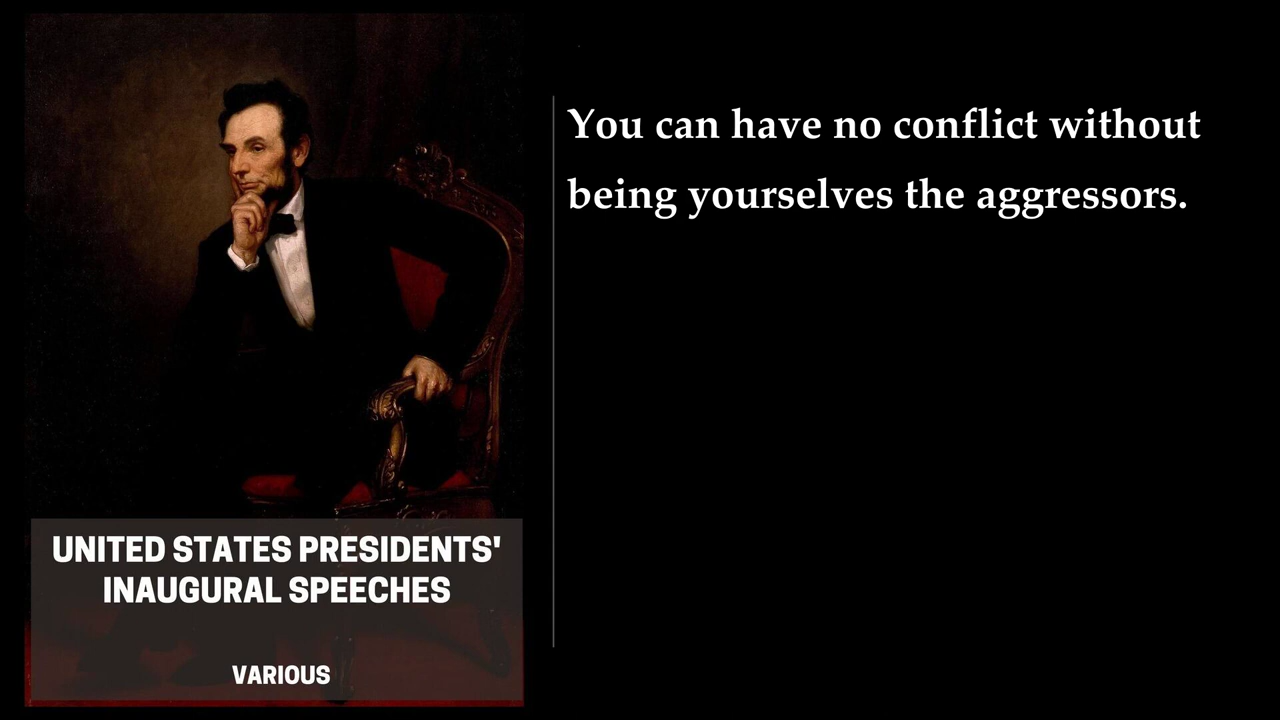 You can have no conflict without
being yourselves the aggressors.
UNITED STATES PRESIDENTS'
INAUGURAL SPEECHES
VARIOUS